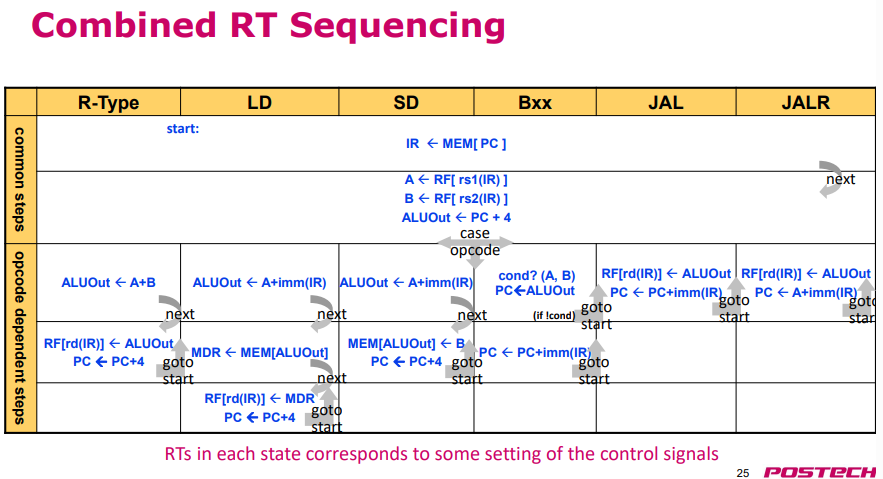 Combined RT Sequencing
R-Type LD SD Bxx JAL JALR
common steps
start:
IR ← MEM[ PC ]
next
A ← RF[ rs1(IR) ]
B ← RF[ rs2(IR) ]
ALUOut ← PC + 4
case
opcode
opcode dependent steps
ALUOut ← A+B
next
ALUOut ← A+imm(IR)
next
ALUOut ← A+imm(IR)
next
cond? (A, B)
PC←ALUOut
(if !cond)
goto
start
RF[rd(IR)] ← ALUOut
PC ← PC+imm(IR)
goto
start
RF[rd(IR)] ← ALUOut
PC ← A+imm(IR)
goto
start
RF[rd(IR)] ← ALUOut
PC ← PC+4
goto
start
MDR ← MEM[ALUOut]
next
MEM[ALUOut] ← B
PC ← PC+4
goto
start
PC ← PC+imm(IR)
goto
start
RF[rd(IR)] ← MDR
PC ← PC+4
goto
start
RTs in each state corresponds to some setting of the control signals
25 POSTECH